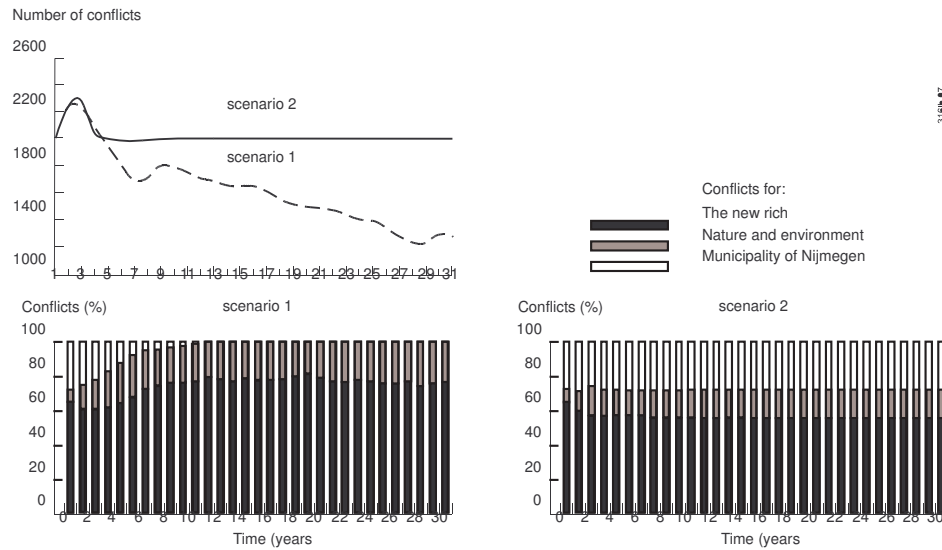 Number of conflicts
2600
2200
1800
1400
1000
scenario 2
scenario 1
1 3 5 7 9 11 13 15 17 19 21 23 25 27 29 31
Conflicts for:
The new rich
Nature and environment
Municipality of Nijmegen
Conflicts (%)
scenario 1
100
80
60
40
20
0
0 2 4 6 8 10 12 14 16 18 20 22 24 26 28 30
Time (years
Conflicts (%)
scenario 2
100
80
60
40
20
0
0 2 4 6 8 10 12 14 16 18 20 22 24 26 28 30
Time (years